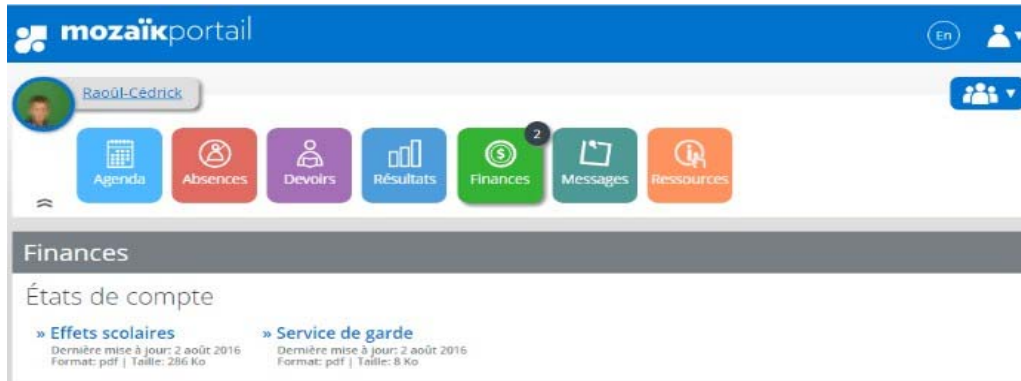 mozaïkportail
En
Raoûl-Cédrick
2
Agenda
Absences
Devoirs
Résultats
Finances
Messages
Ressources
Finances
États de compte
» Effets scolaires
Dernière mise à jour: 2 août 2016
Format: pdf | Taille: 286 Ko
» Service de garde
Dernière mise à jour: 2 août 2016
Format: pdf | Taille: 8 Ko